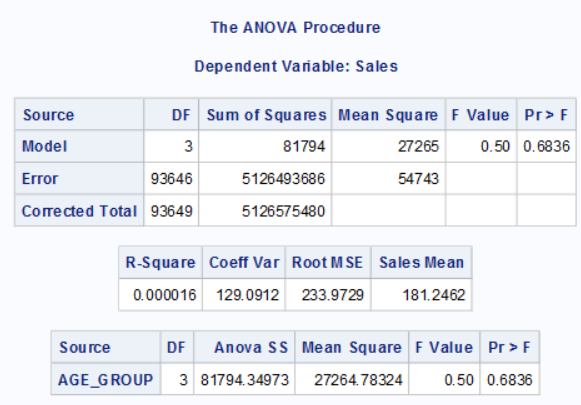 The ANOVA Procedure
Dependent Variable: Sales
Source DF Sum of Squares Mean Square F Value Pr > F
Model 3 81794 27265 0.50 0.6836
Error 93646 5126493686 54743
Corrected Total 93649 5126575480
R-Square Coeff Var Root MSE Sales Mean
0.000016 129.0912 233.9729 181.2462
Source DF Anova SS Mean Square F Value Pr > F
AGE_GROUP 3 81794.34973 27264.78324 0.50 0.6836